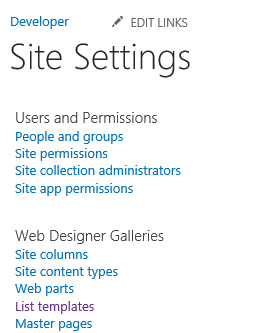 Developer EDIT LINKS
Site Settings
Users and Permissions
People and groups
Site permissions
Site collection administrators
Site app permissions
Web Designer Galleries
Site columns
Site content types
Web parts
List templates
Master pages